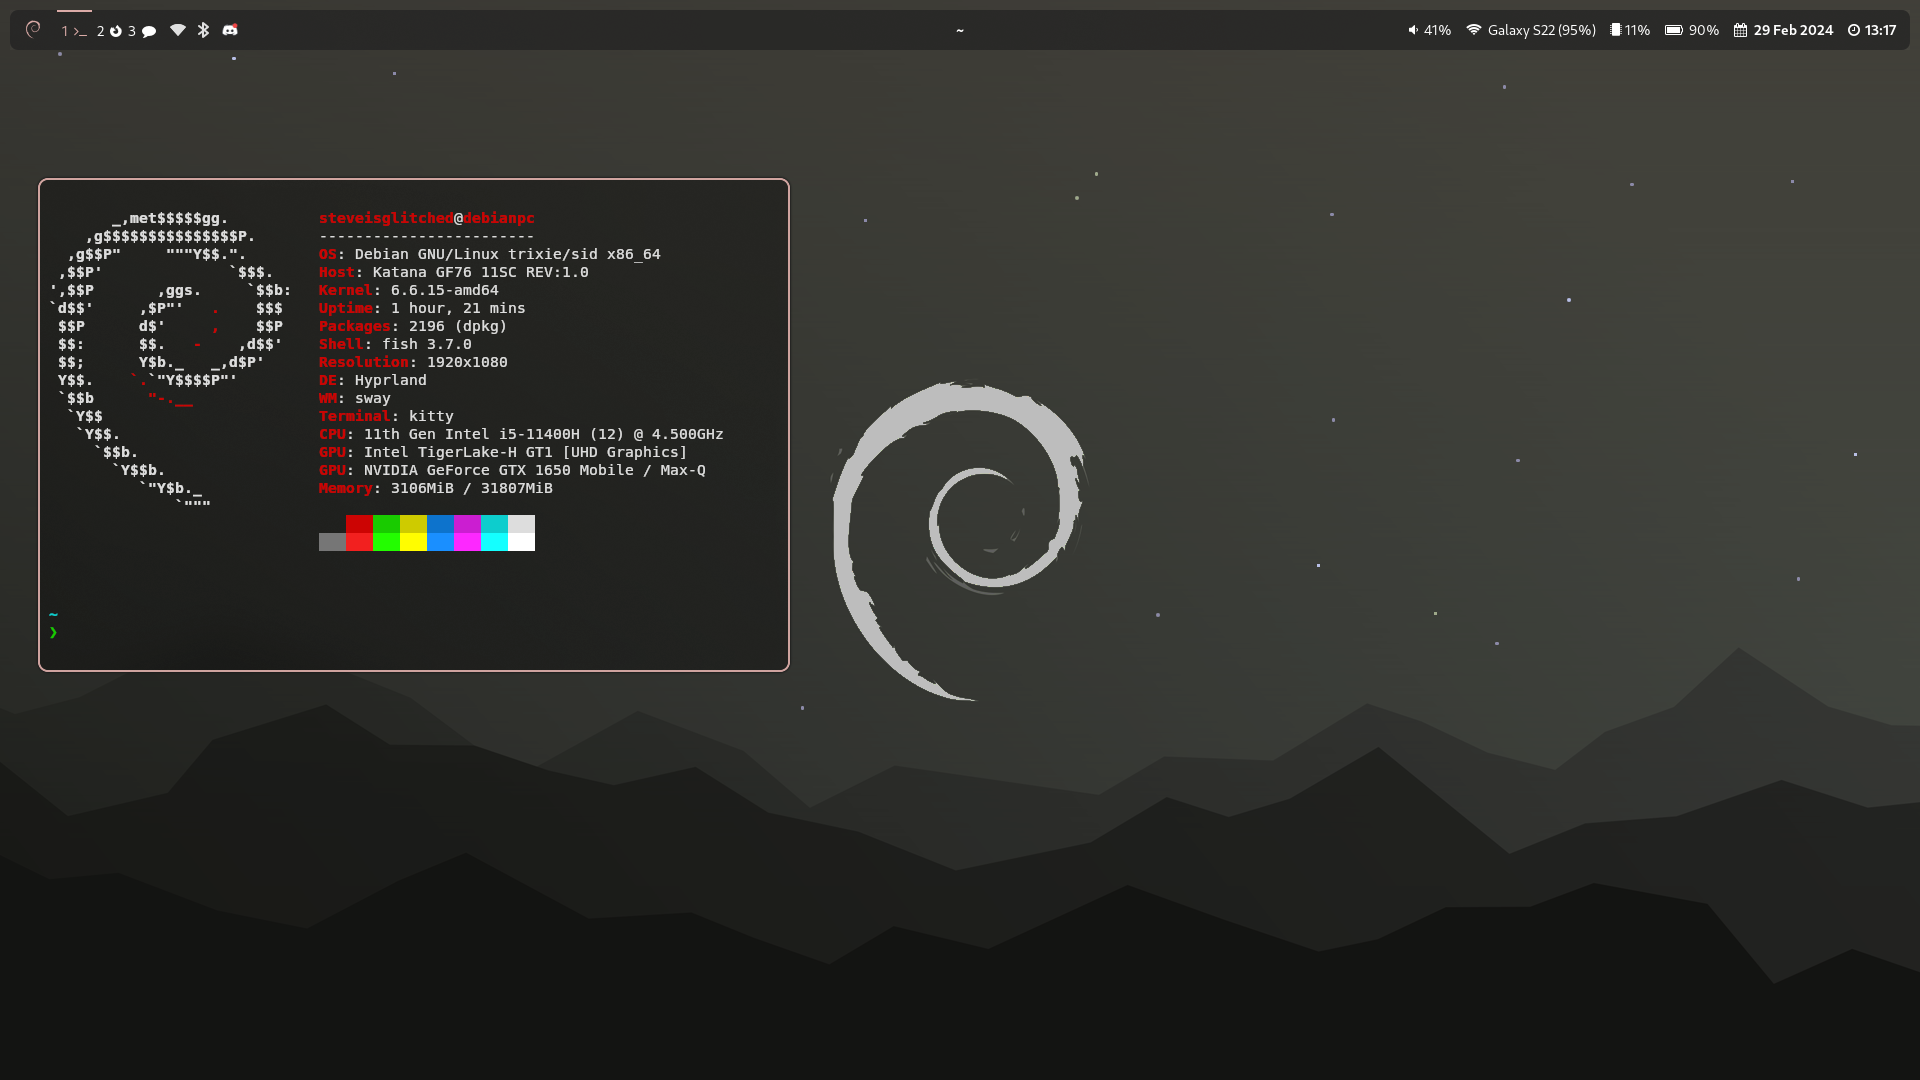 1 >_ 2 3
~
41% Galaxy S22 (95%) 11% 90% 29 Feb 2024 13:17
       _,met$$$$$gg.
    ,g$$$$$$$$$$$$$$$P.
  ,g$$P"     """Y$$.".
 ,$$P'              `$$$.
',$$P       ,ggs.     `$$b:
`d$$'     ,$P"'   .    $$$
 $$P      d$'     ,    $$P
 $$:      $$.   -    ,d$$'
 $$;      Y$b._   _,d$P'
 Y$$.    `.`"Y$$$$P"'
 `$$b      "-.__
  `Y$$
   `Y$$.
     `$$b.
       `Y$$b.
          `"Y$b._
              `"""
steveisglitched@debianpc
------------------------
OS: Debian GNU/Linux trixie/sid x86_64
Host: Katana GF76 11SC REV:1.0
Kernel: 6.6.15-amd64
Uptime: 1 hour, 21 mins
Packages: 2196 (dpkg)
Shell: fish 3.7.0
Resolution: 1920x1080
DE: Hyprland
WM: sway
Terminal: kitty
CPU: 11th Gen Intel i5-11400H (12) @ 4.500GHz
GPU: Intel TigerLake-H GT1 [UHD Graphics]
GPU: NVIDIA GeForce GTX 1650 Mobile / Max-Q
Memory: 3106MiB / 31807MiB
~
❯